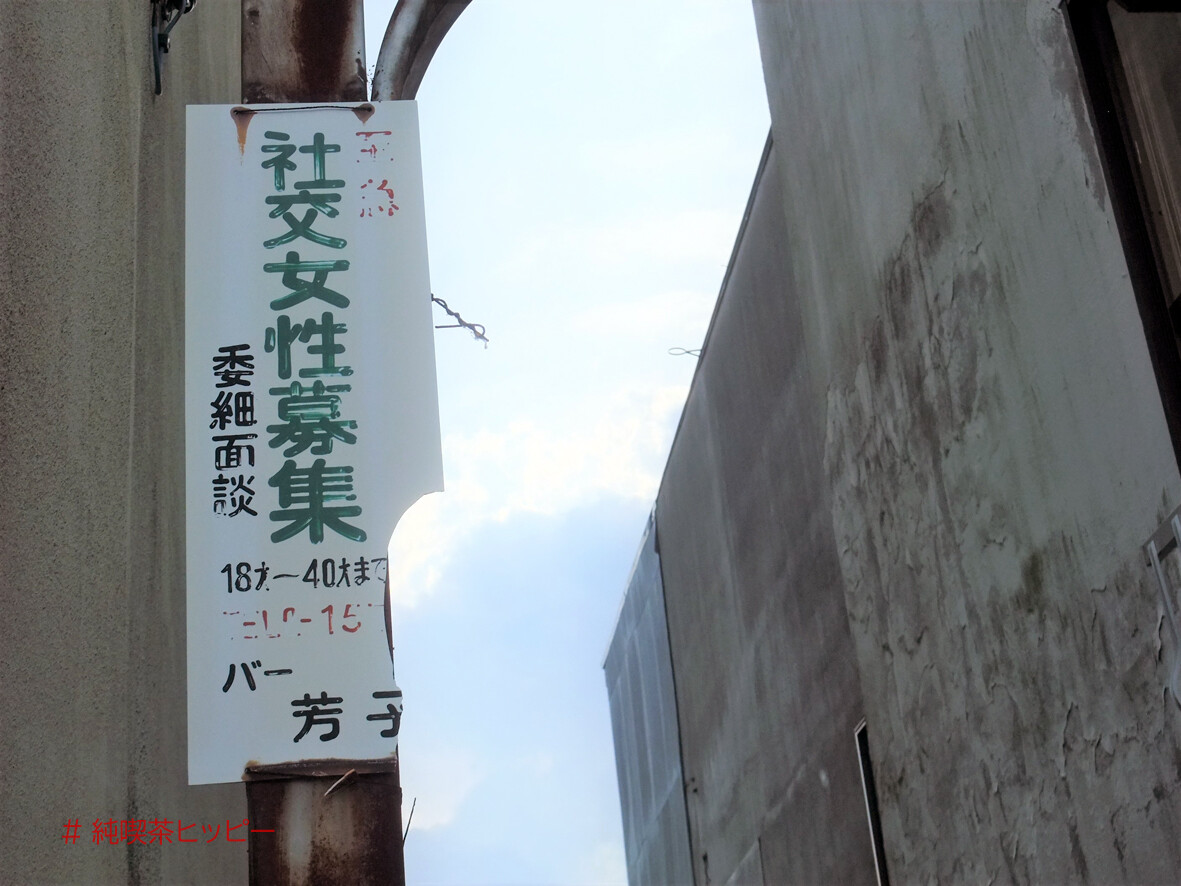 社交女性募集
委細面談
18才〜40才まで
バー
芳子
# 純喫茶ヒッピー